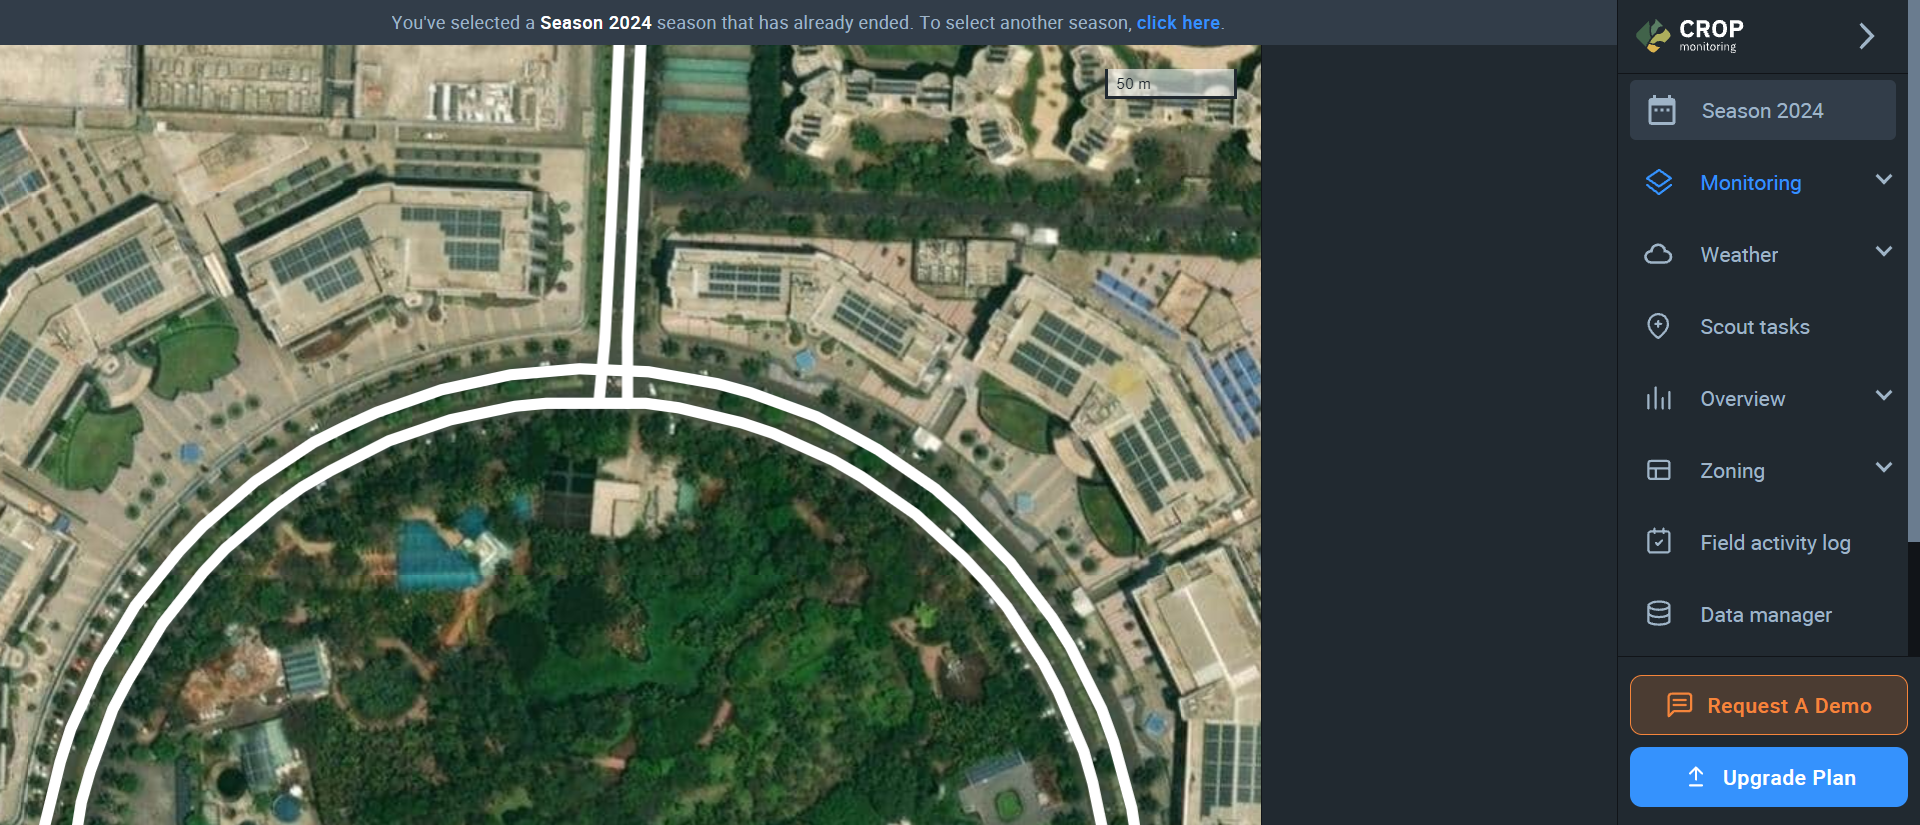 You've selected a Season 2024 season that has already ended. To select another season, click here.
50 m
CROP
monitoring
Season 2024
Monitoring
Weather
Scout tasks
Overview
Zoning
Field activity log
Data manager
Request A Demo
Upgrade Plan